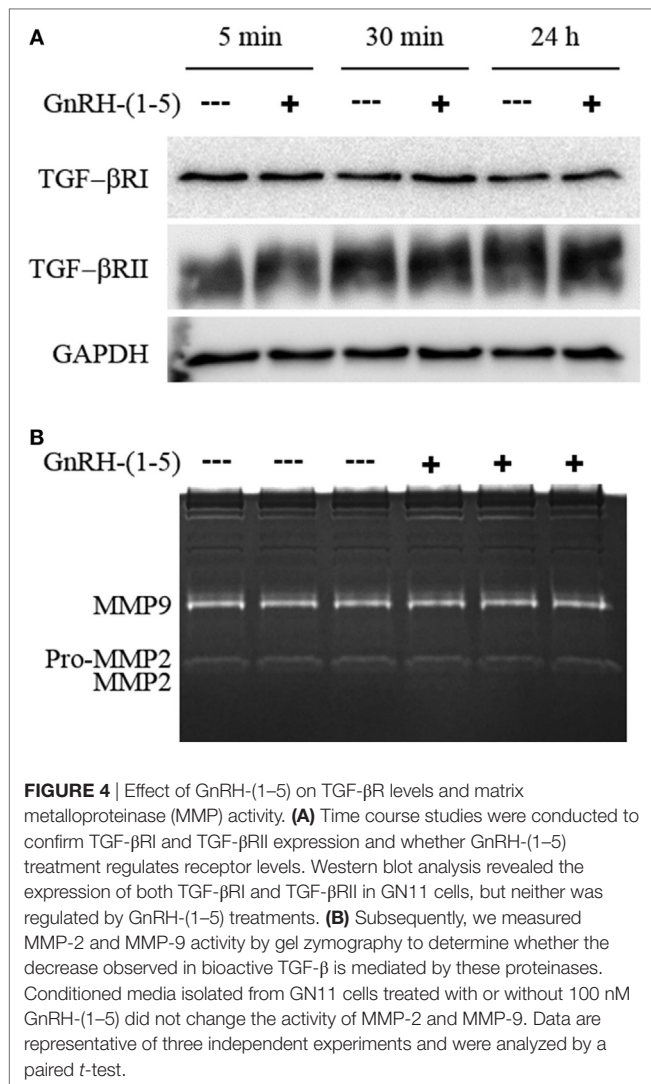 A
5 min 30 min 24 h
GnRH-(1-5) --- + --- + --- +
TGF–βRI
TGF–βRII
GAPDH
B
GnRH-(1-5) --- --- --- + + +
MMP9
Pro-MMP2
MMP2
FIGURE 4 | Effect of GnRH-(1–5) on TGF-βR levels and matrix
metalloproteinase (MMP) activity. (A) Time course studies were conducted to
confirm TGF-βRI and TGF-βRII expression and whether GnRH-(1–5)
treatment regulates receptor levels. Western blot analysis revealed the
expression of both TGF-βRI and TGF-βRII in GN11 cells, but neither was
regulated by GnRH-(1–5) treatments. (B) Subsequently, we measured
MMP-2 and MMP-9 activity by gel zymography to determine whether the
decrease observed in bioactive TGF-β is mediated by these proteinases.
Conditioned media isolated from GN11 cells treated with or without 100 nM
GnRH-(1–5) did not change the activity of MMP-2 and MMP-9. Data are
representative of three independent experiments and were analyzed by a
paired t-test.